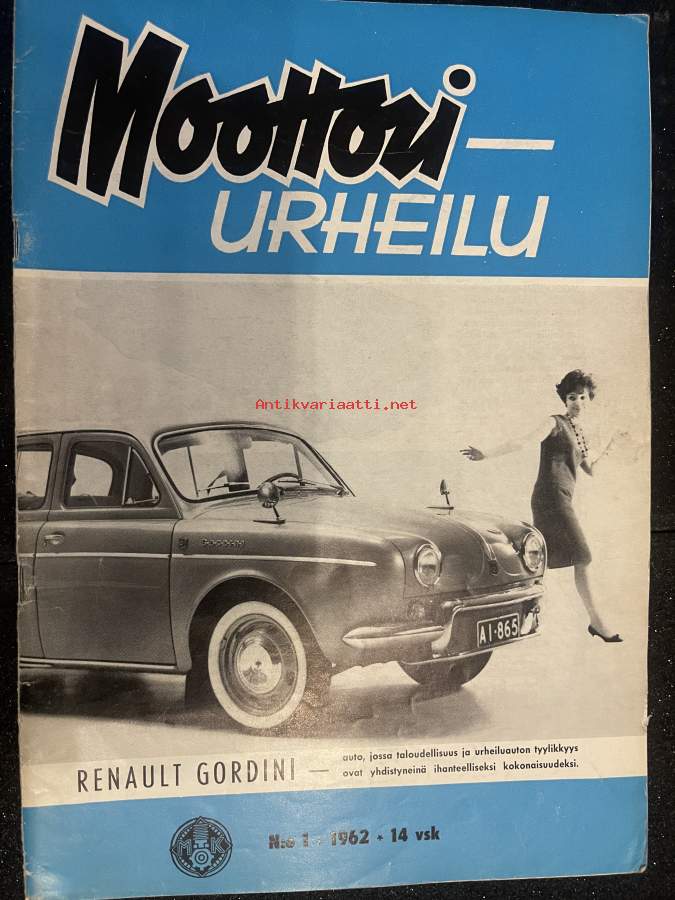 Moottori—
URHEILU
Antikvariaatti.net
AI-865
RENAULT GORDINI — auto, jossa taloudellisuus ja urheiluauton tyylikkyys
ovat yhdistyneinä ihanteelliseksi kokonaisuudeksi.
MK
N:o 1 • 1962 • 14 vsk